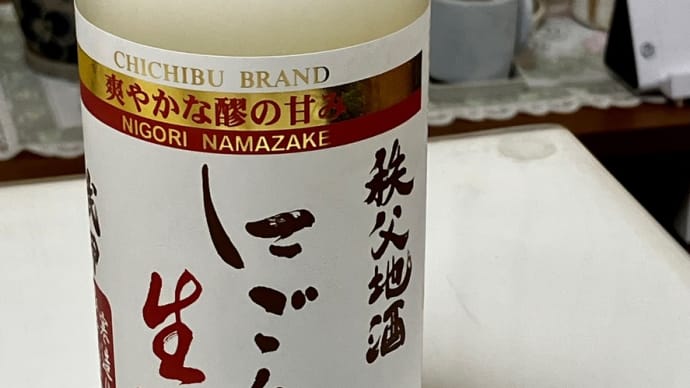 CHICHIBU BRAND
爽やかな醪の甘み
NIGORI NAMAZAKE
秩父地酒
にごり
生